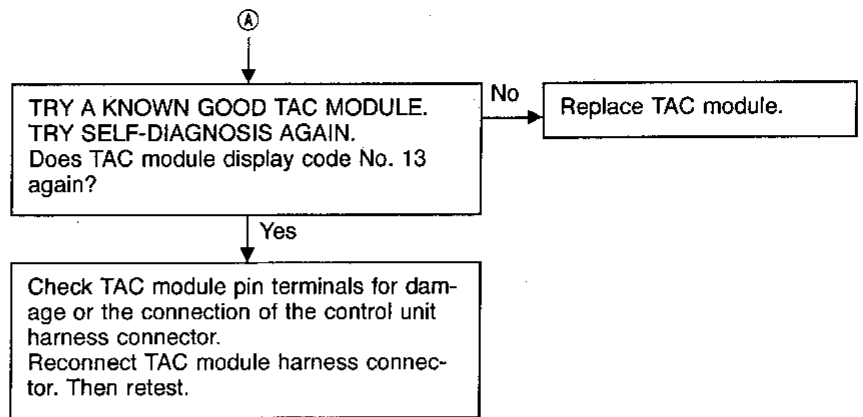 Ⓐ
TRY A KNOWN GOOD TAC MODULE.
TRY SELF-DIAGNOSIS AGAIN.
Does TAC module display code No. 13
again?
No
Replace TAC module.
Yes
Check TAC module pin terminals for dam-
age or the connection of the control unit
harness connector.
Reconnect TAC module harness connec-
tor. Then retest.